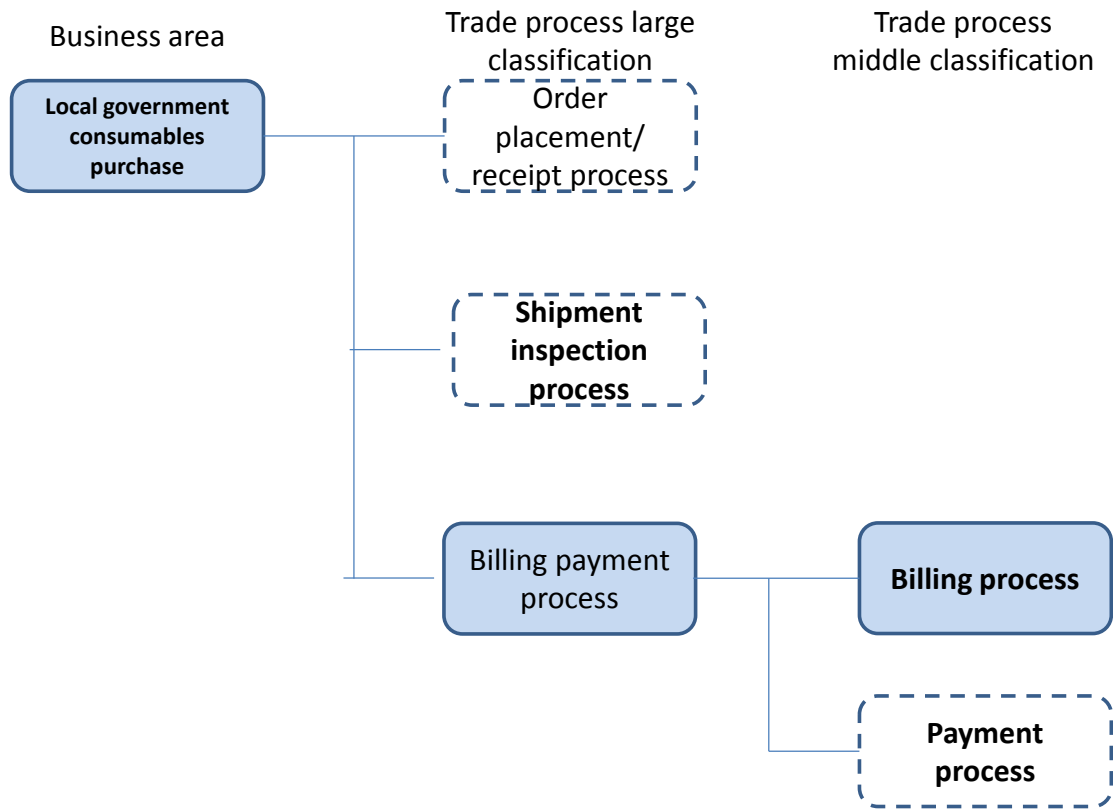 Business area
Trade process large
classification
Trade process
middle classification
Local government
consumables
purchase
Order
placement/
receipt process
Shipment
inspection
process
Billing payment
process
Billing process
Payment
process